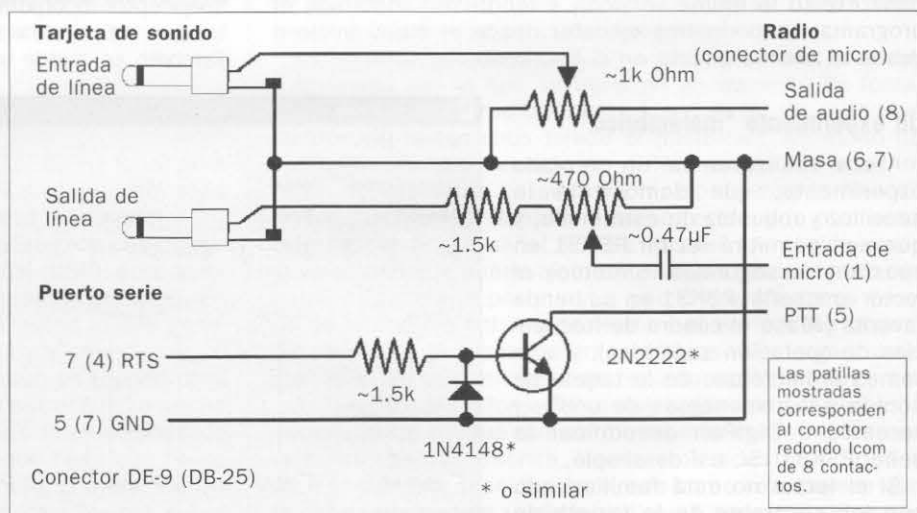 Tarjeta de sonido
Entrada
de línea
Radio
(conector de micro)
~1k Ohm
Salida
de audio (8)
Masa (6,7)
Salida de
línea
~470 Ohm
~1.5k
~0.47µF
Entrada de
micro (1)
Puerto serie
PTT (5)
7 (4) RTS
~1.5k
2N2222*
5 (7) GND
1N4148*
Las patillas
mostradas
corresponden
al conector
redondo
de 8 contac-
tos.
Conector DE-9 (DB-25)
* o similar